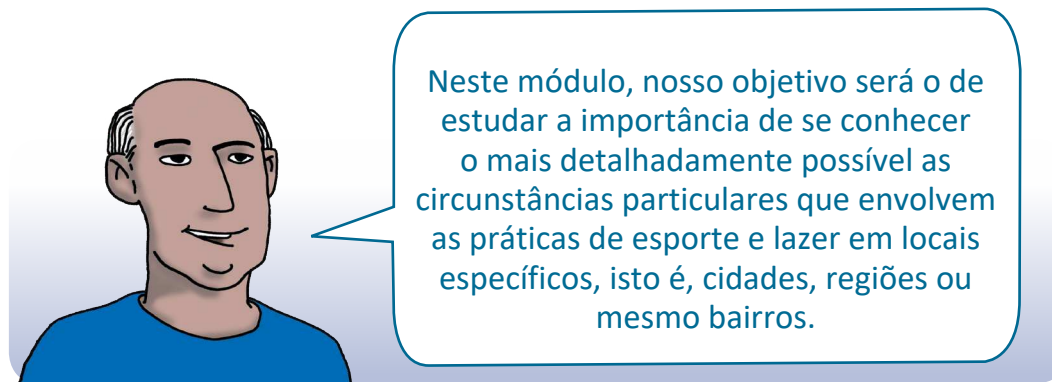 Neste módulo, nosso objetivo será o de
estudar a importância de se conhecer
o mais detalhadamente possível as
circunstâncias particulares que envolvem
as práticas de esporte e lazer em locais
específicos, isto é, cidades, regiões ou
mesmo bairros.